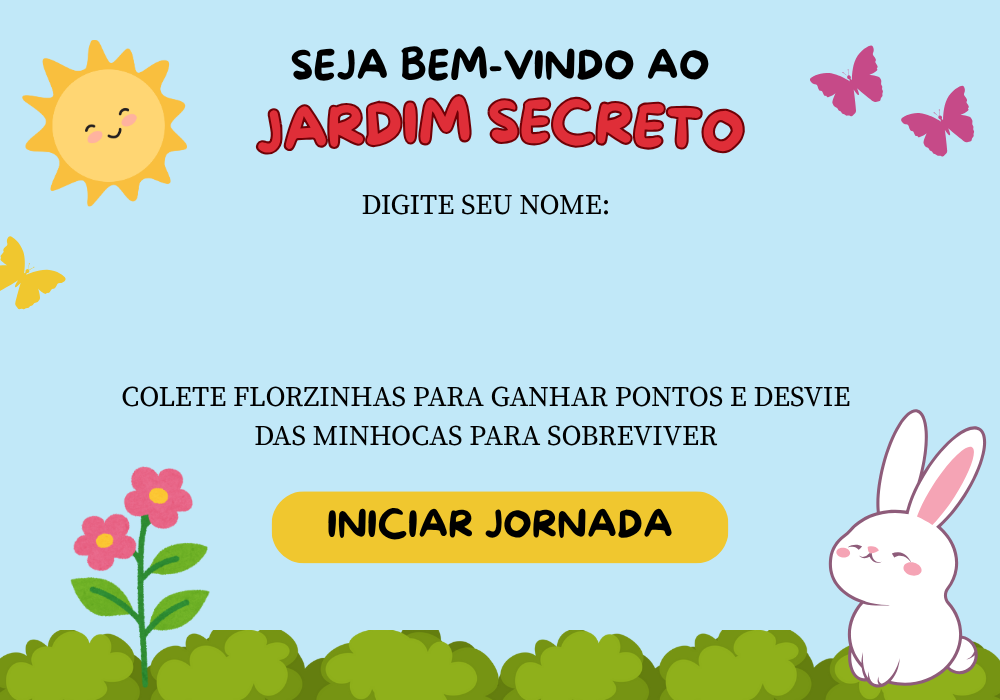 SEJA BEM-VINDO AO
JARDIM SECRETO
DIGITE SEU NOME:
COLETE FLORZINHAS PARA GANHAR PONTOS E DESVIE
DAS MINHOCAS PARA SOBREVIVER
INICIAR JORNADA